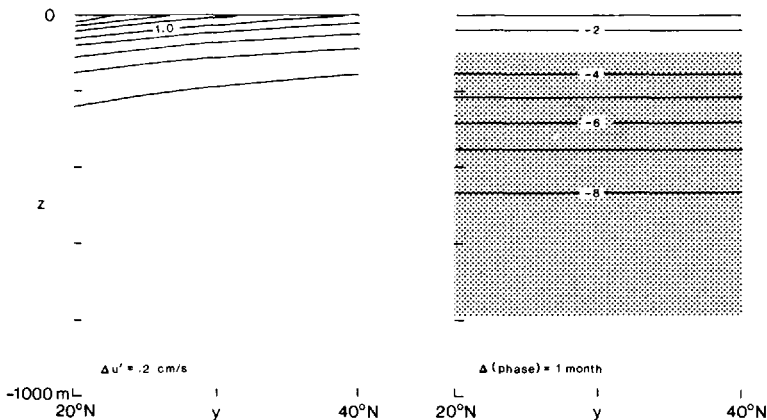 0
1.0
-2
-4
-6
-8
z
Δu' = .2 cm/s
Δ(phase) = 1 month
-1000 m
20°N
y
40°N
20°N
y
40°N